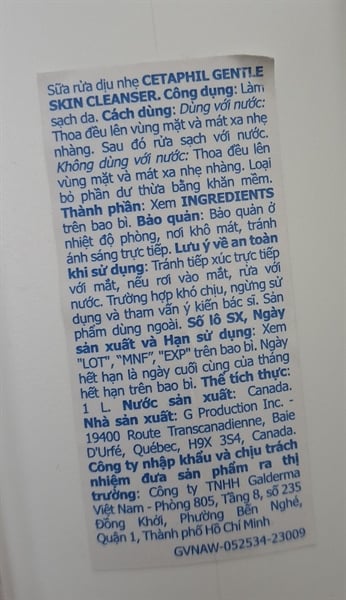 Sữa rửa dịu nhẹ CETAPHIL GENTLE
SKIN CLEANSER. Công dụng: Làm
sạch da. Cách dùng: Dùng với nước:
Thoa đều lên vùng mặt và mát xa nhẹ
nhàng. Sau đó rửa sạch với nước.
Không dùng với nước: Thoa đều lên
vùng mặt và mát xa nhẹ nhàng. Loại
bỏ phần dư thừa bằng khăn mềm.
Thành phần: Xem INGREDIENTS
trên bao bì. Bảo quản: Bảo quản ở
nhiệt độ phòng, nơi khô mát, tránh
ánh sáng trực tiếp. Lưu ý về an toàn
khi sử dụng: Tránh tiếp xúc trực tiếp
với mắt, nếu rơi vào mắt, rửa với
nước. Trường hợp khó chịu, ngừng sử
dụng và tham vấn ý kiến bác sĩ. Sản
phẩm dùng ngoài. Số lô SX, Ngày
sản xuất và Hạn sử dụng: Xem
"LOT", "MNF", "EXP" trên bao bì. Ngày
hết hạn là ngày cuối cùng của tháng
hết hạn trên bao bì. Thể tích thực:
1 L. Nước sản xuất: Canada.
Nhà sản xuất: G Production Inc. -
19400 Route Transcanadienne, Baie
D'Urfé, Québec, H9X 3S4, Canada.
Công ty nhập khẩu và chịu trách
nhiệm đưa sản phẩm ra thị
trường: Công ty TNHH Galderma
Việt Nam - Phòng 805, Tầng 8, số 235
Đồng Khởi, Phường Bến Nghé,
Quận 1, Thành phố Hồ Chí Minh
GVNAW-052534-23009